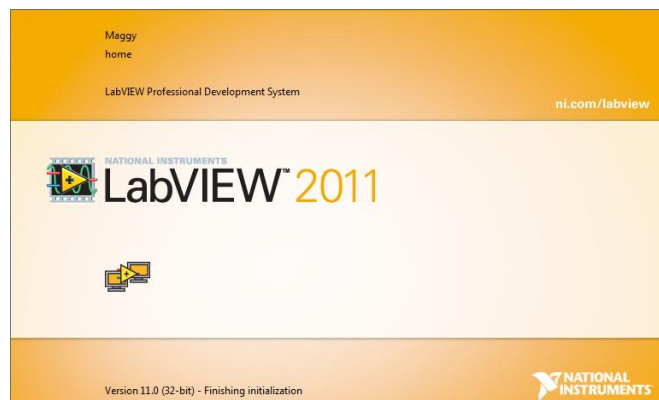 Maggy
home
LabVIEW Professional Development System
ni.com/labview
NATIONAL INSTRUMENTS
LabVIEW™ 2011
Version 11.0 (32-bit) - Finishing initialization
NATIONAL
INSTRUMENTS